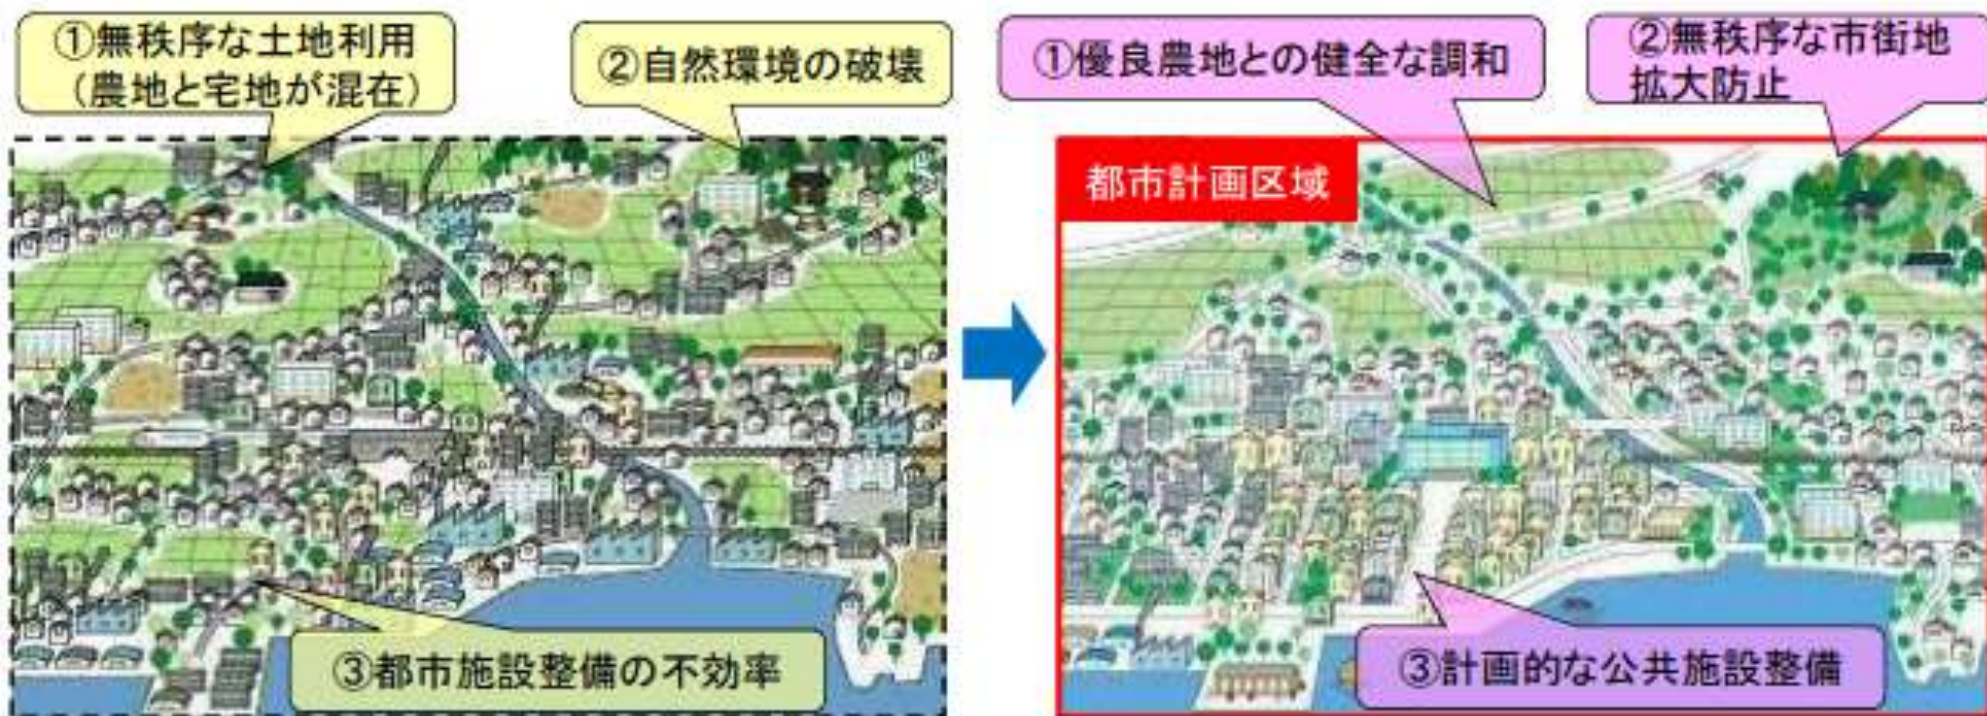 ①無秩序な土地利用
（農地と宅地が混在）
②自然環境の破壊
③都市施設整備の不効率
①優良農地との健全な調和
②無秩序な市街地
拡大防止
都市計画区域
③計画的な公共施設整備